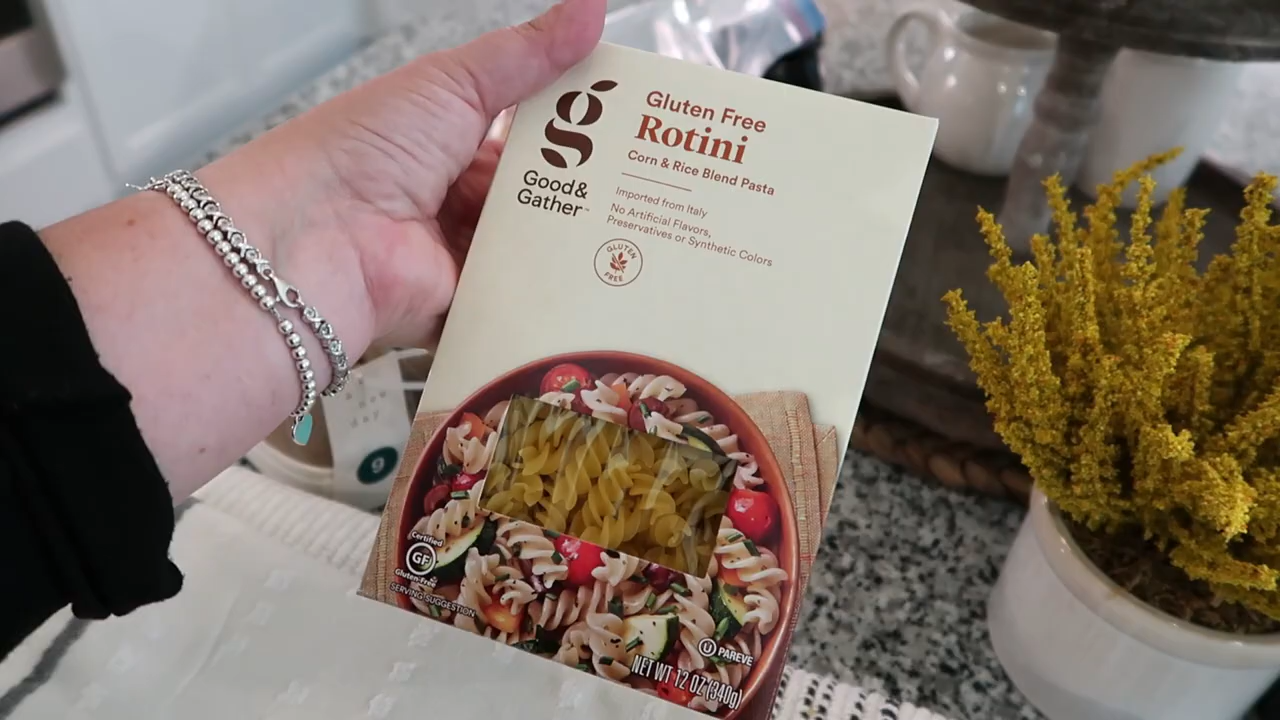 Gluten Free
Rotini
Corn & Rice Blend Pasta
Good&
Gather™
Imported from Italy
No Artificial Flavors,
Preservatives or Synthetic Colors
GLUTEN
FREE
Certified
GF
Gluten-Free
SERVING SUGGESTION
U PAREVE
NET WT 12 OZ (340g)
g